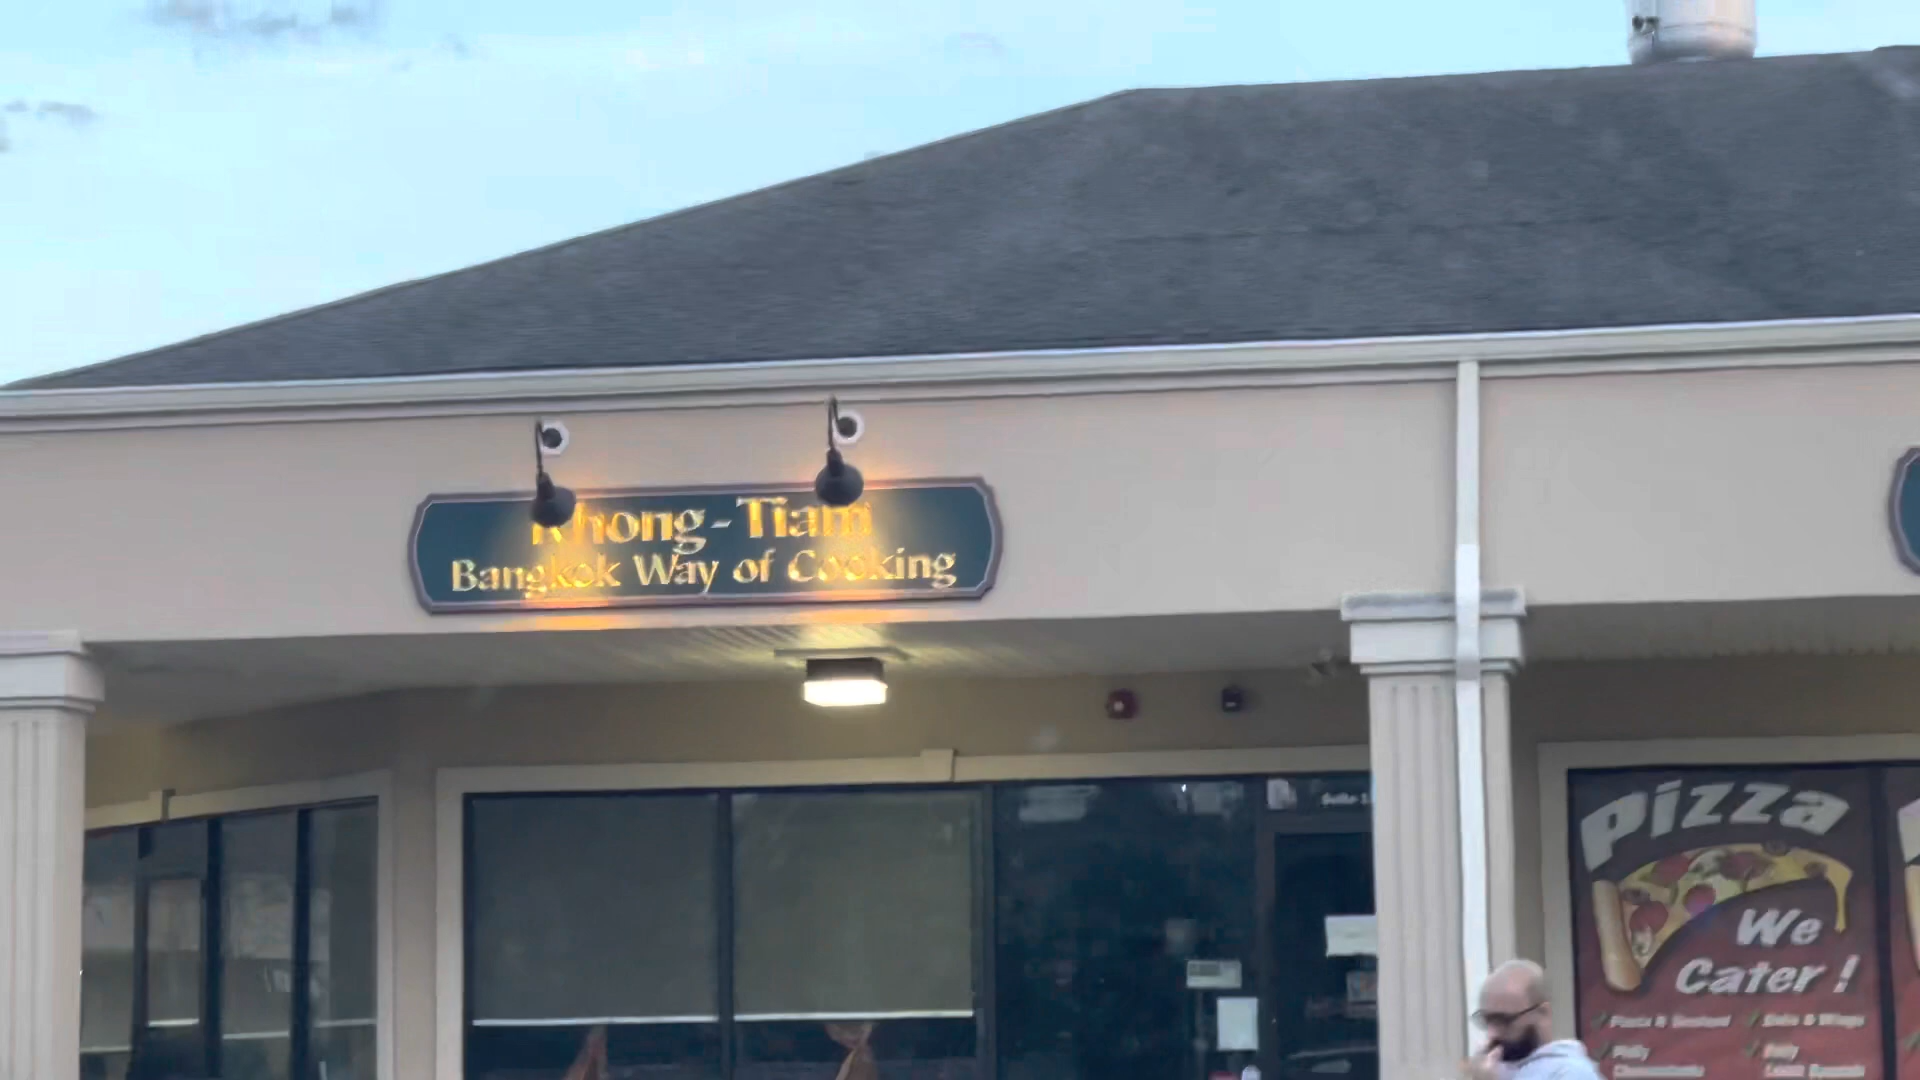 Khong-Tiam
Bangkok Way of Cooking
Pizza
We
Cater!